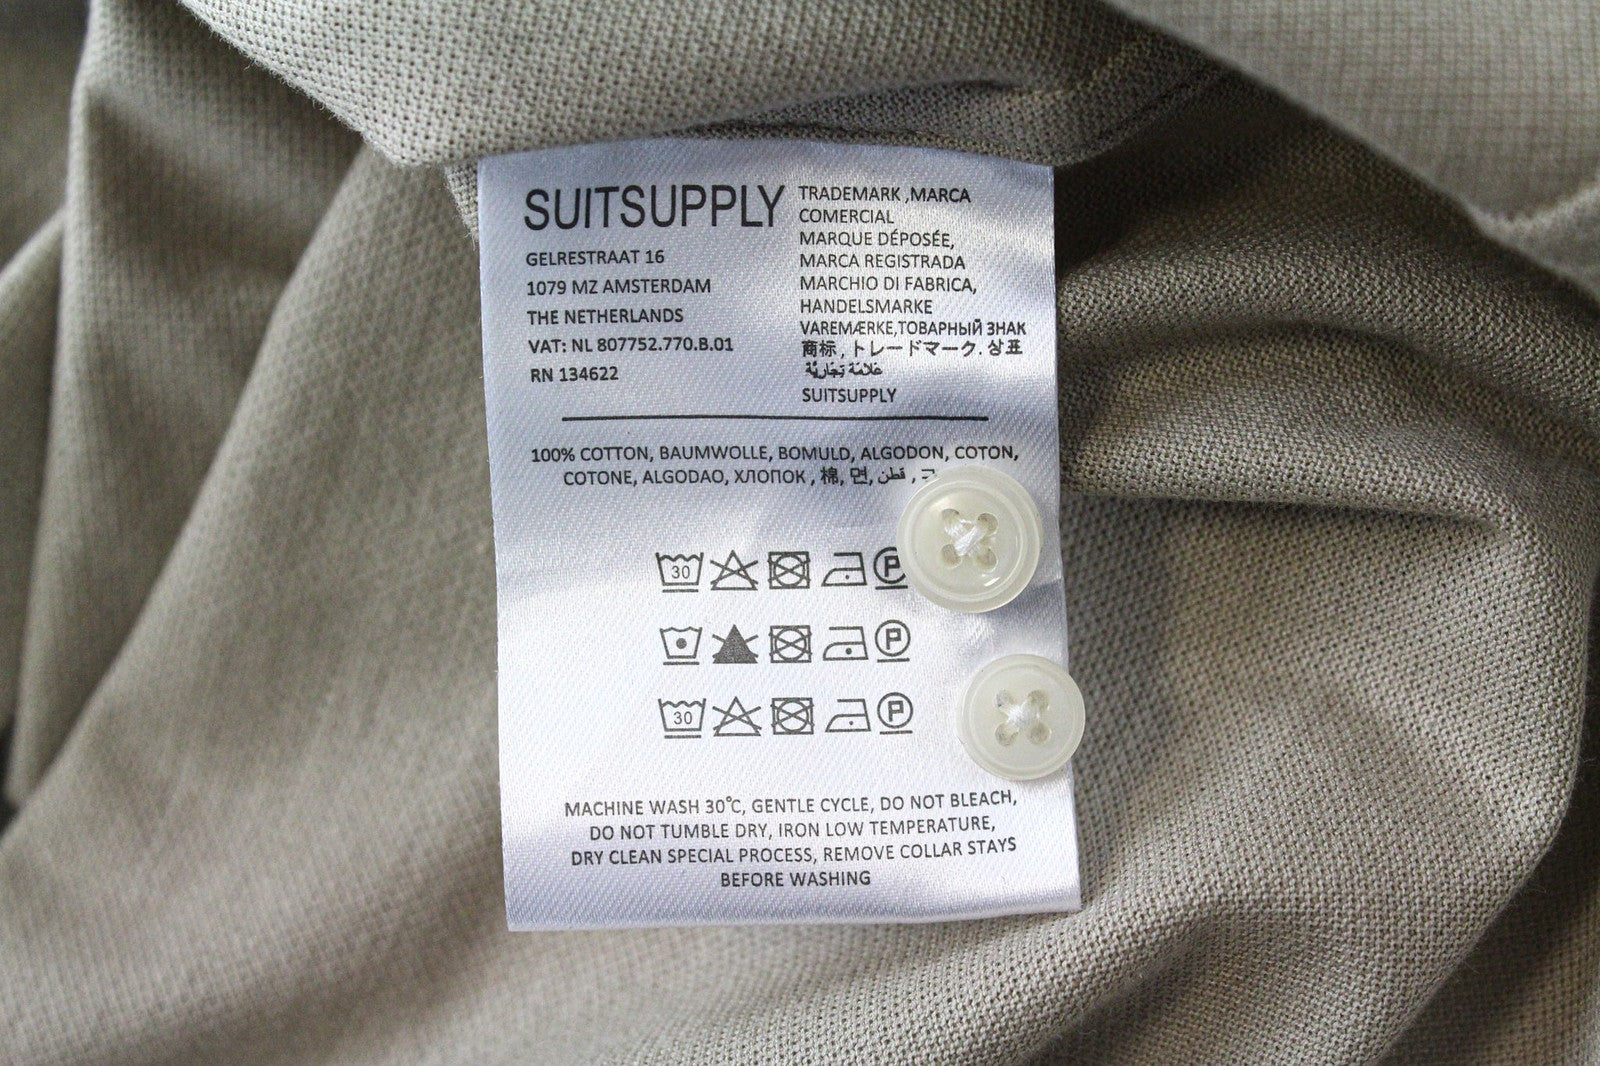 SUITSUPPLY
GELRESTRAAT 16
1079 MZ AMSTERDAM
THE NETHERLANDS
VAT: NL 807752.770.B.01
RN 134622
TRADEMARK ,MARCA
COMERCIAL
MARQUE DÉPOSÉE,
MARCA REGISTRADA
MARCHIO DI FABRICA,
HANDELSMARKE
VAREMÆRKE,ТОВАРНЫЙ ЗНАК
商标 , トレードマーク. 상표
علامة تجارية
SUITSUPPLY
100% COTTON, BAUMWOLLE, BOMULD, ALGODON, COTON,
COTONE, ALGODAO, ХЛОПОК , 棉, 면, قطن ,
30 P
P
30 P
MACHINE WASH 30°C, GENTLE CYCLE, DO NOT BLEACH,
DO NOT TUMBLE DRY, IRON LOW TEMPERATURE,
DRY CLEAN SPECIAL PROCESS, REMOVE COLLAR STAYS
BEFORE WASHING